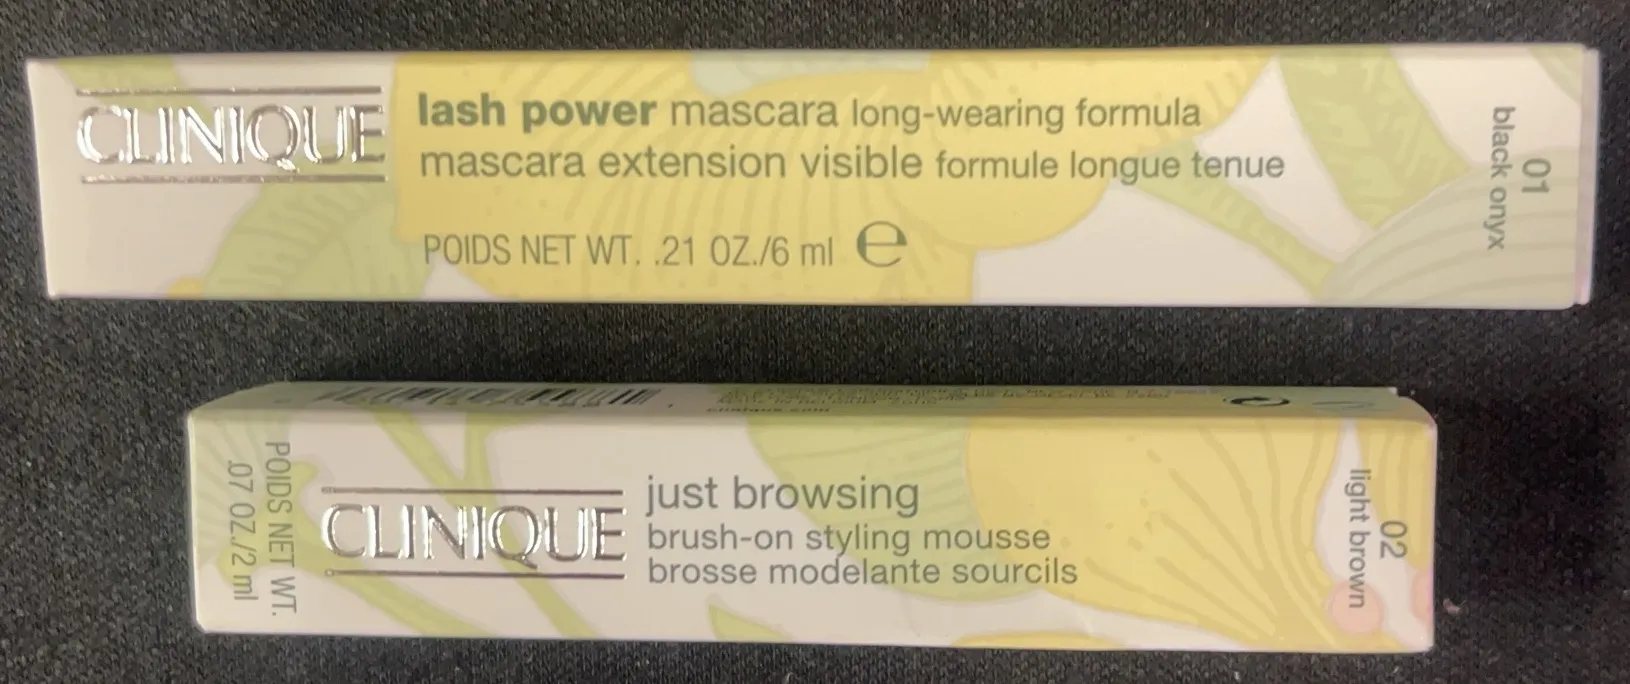 CLINIQUE
lash power mascara long-wearing formula
mascara extension visible formule longue tenue
POIDS NET WT. .21 OZ./6 ml e
01
black onyx
POIDS NET WT.
.07 OZ./2 ml
CLINIQUE
just browsing
brush-on styling mousse
brosse modelante sourcils
02
light brown